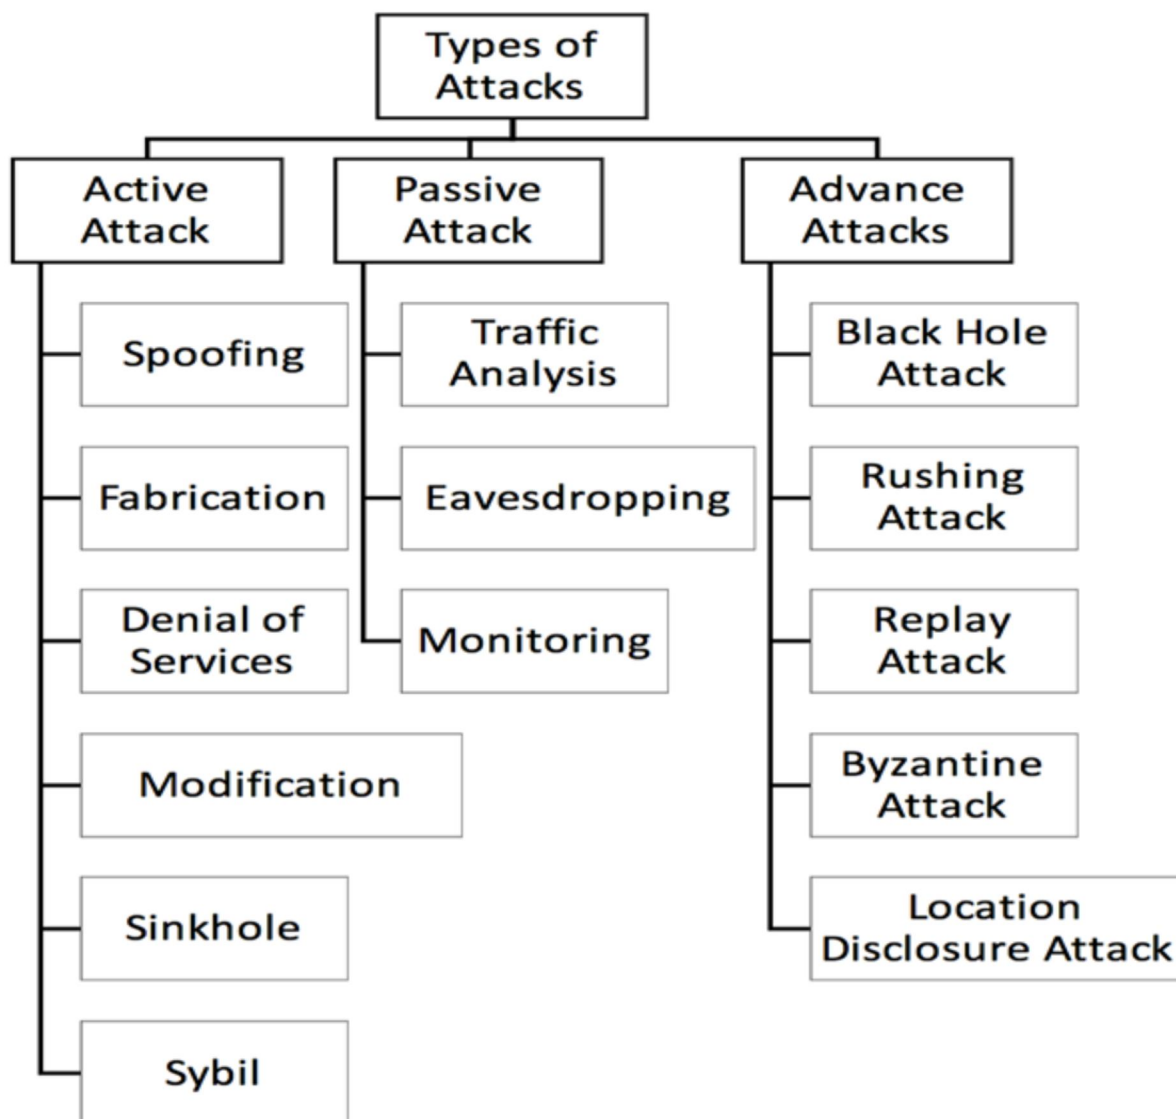 Types of
Attacks
Active
Attack
Spoofing
Fabrication
Denial of
Services
Modification
Sinkhole
Sybil
Passive
Attack
Traffic
Analysis
Eavesdropping
Monitoring
Advance
Attacks
Black Hole
Attack
Rushing
Attack
Replay
Attack
Byzantine
Attack
Location
Disclosure Attack